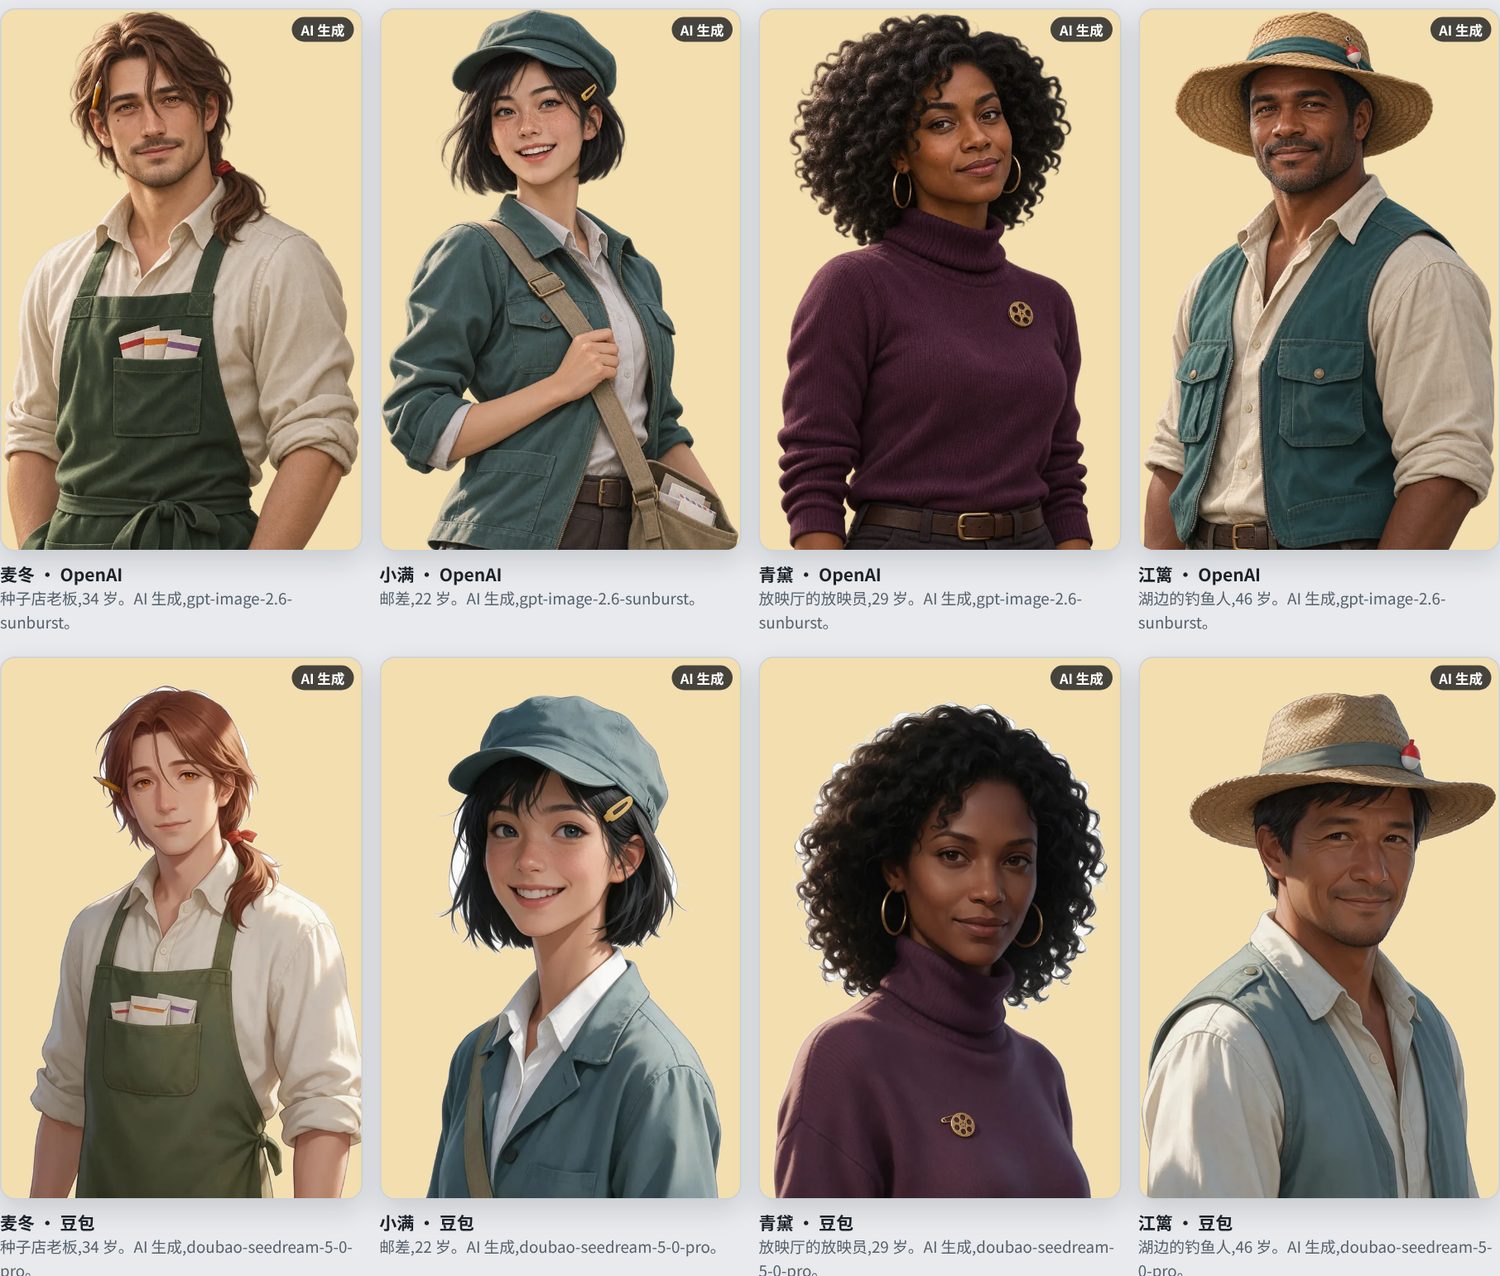 AI 生成
AI 生成
AI 生成
AI 生成
麦冬 · OpenAI
种子店老板,34 岁。AI 生成,gpt-image-2.6-
sunburst。
小满 · OpenAI
邮差,22 岁。AI 生成,gpt-image-2.6-sunburst。
青黛 · OpenAI
放映厅的放映员,29 岁。AI 生成,gpt-image-2.6-
sunburst。
江篱 · OpenAI
湖边的钓鱼人,46 岁。AI 生成,gpt-image-2.6-
sunburst。
AI 生成
AI 生成
AI 生成
AI 生成
麦冬 · 豆包
种子店老板,34 岁。AI 生成,doubao-seedream-5-0-
pro。
小满 · 豆包
邮差,22 岁。AI 生成,doubao-seedream-5-0-pro。
青黛 · 豆包
放映厅的放映员,29 岁。AI 生成,doubao-seedream-
5-0-pro。
江篱 · 豆包
湖边的钓鱼人,46 岁。AI 生成,doubao-seedream-5-
0-pro。